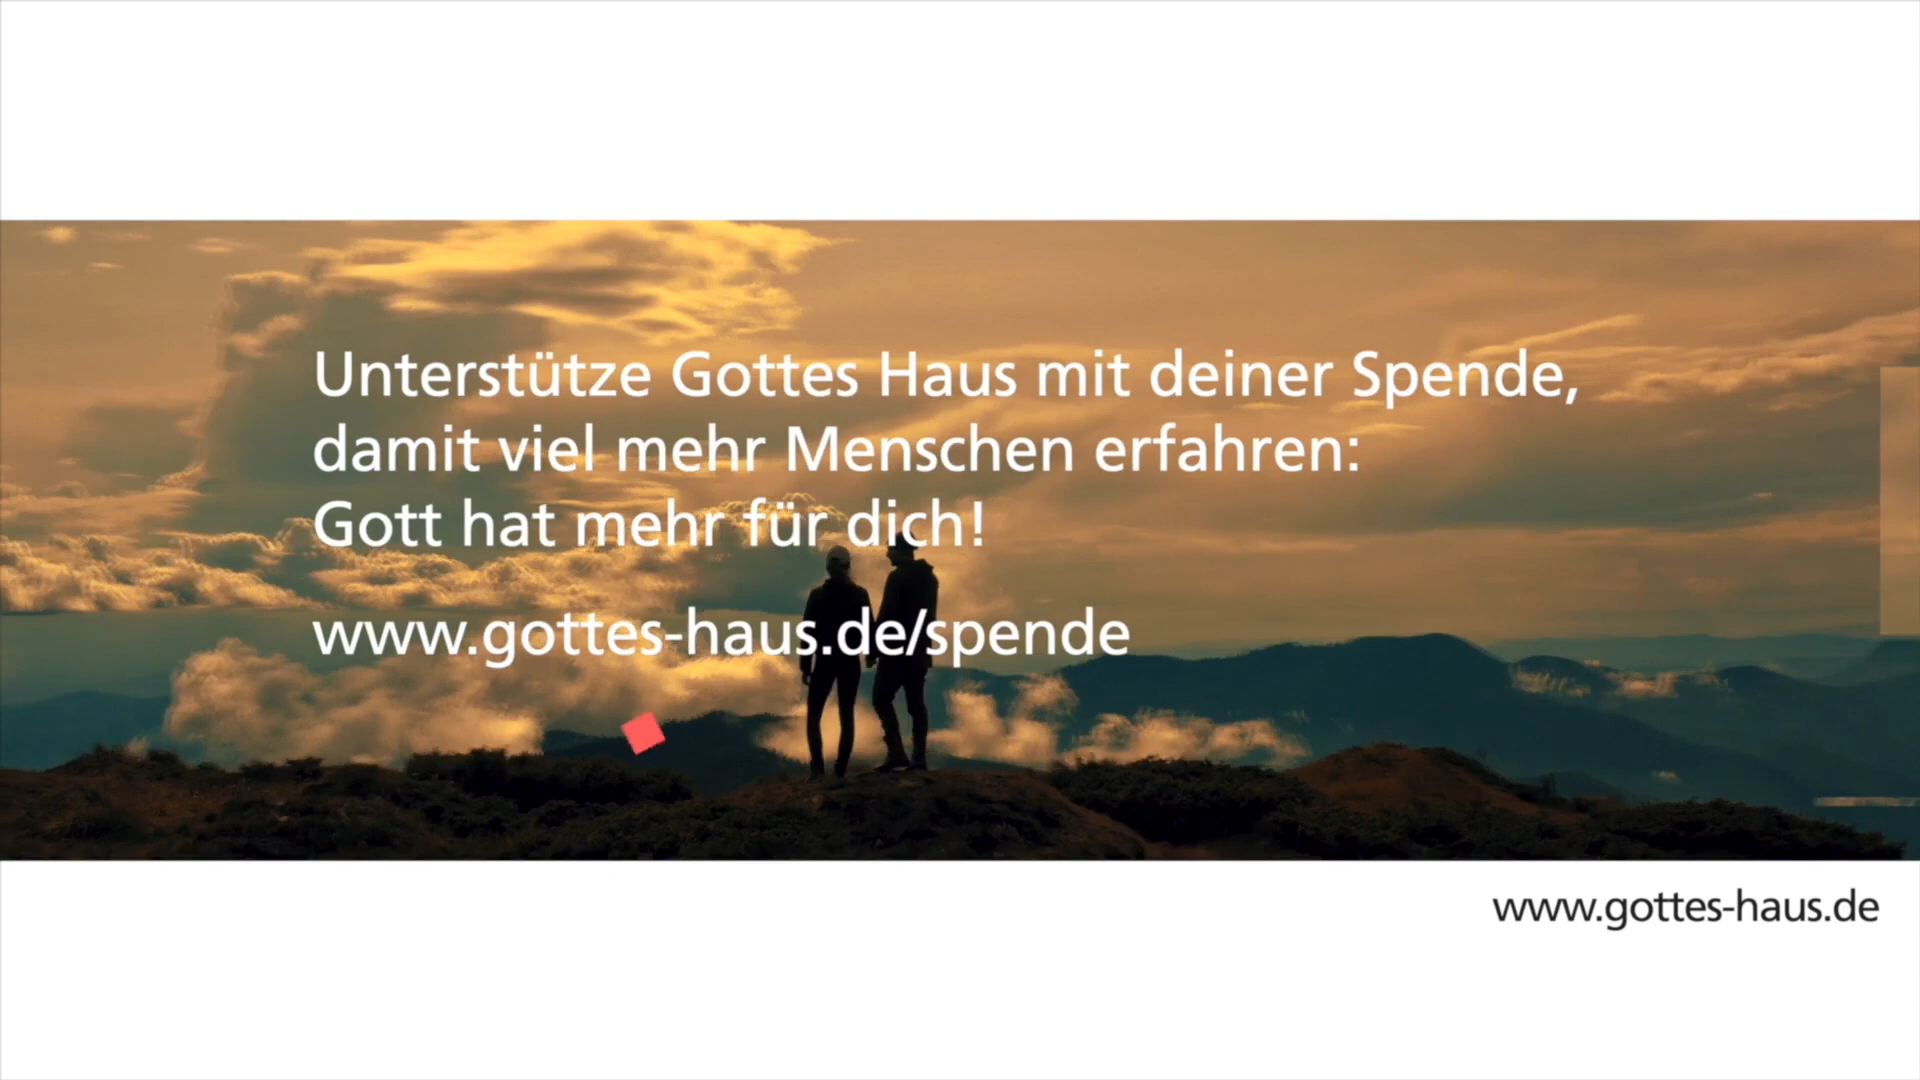 Unterstütze Gottes Haus mit deiner Spende,
damit viel mehr Menschen erfahren:
Gott hat mehr für dich!
www.gottes-haus.de/spende
www.gottes-haus.de